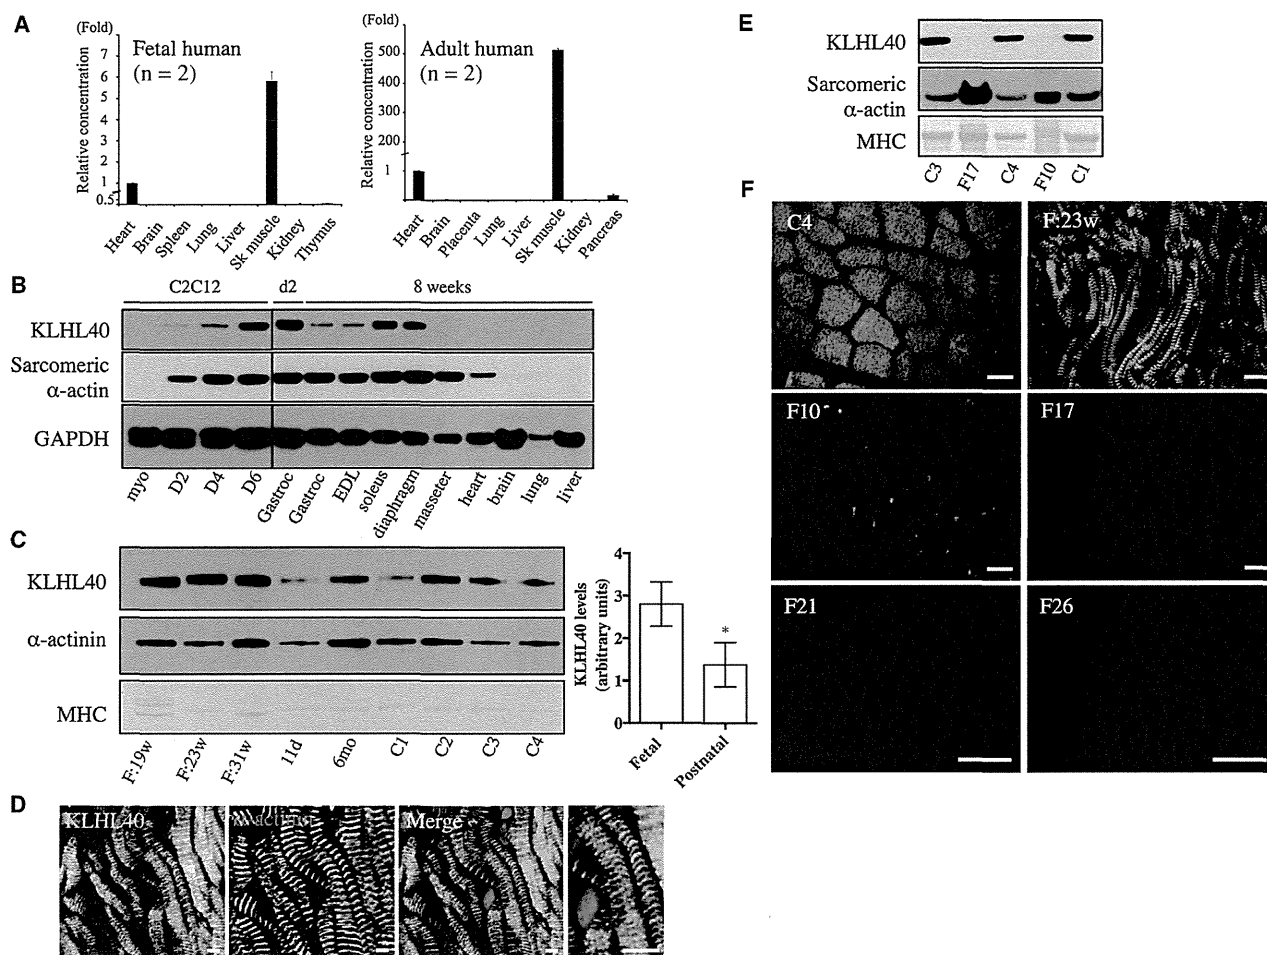 A
(Fold)
Relative concentration
8
7
6
5
4
3
2
1
0.5
Fetal human
(n = 2)
Heart
Brain
Spleen
Lung
Liver
Sk muscle
Kidney
Thymus
(Fold)
Relative concentration
500
400
300
200
1
Adult human
(n = 2)
Heart
Brain
Placenta
Lung
Liver
Sk muscle
Kidney
Pancreas
B
C2C12
d2
8 weeks
KLHL40
Sarcomeric
α-actin
GAPDH
myo
D2
D4
D6
Gastroc
Gastroc
EDL
soleus
diaphragm
masseter
heart
brain
lung
liver
C
KLHL40
α-actinin
MHC
F:19w
F:23w
F:31w
11d
6mo
C1
C2
C3
C4
KLHL40 levels
(arbitrary units)
4
3
2
1
0
*
Fetal
Postnatal
D
KLHL40
Merge
E
KLHL40
Sarcomeric
α-actin
MHC
C3
F17
C4
F10
C1
F
C4
F:23w
F10
F17
F21
F26